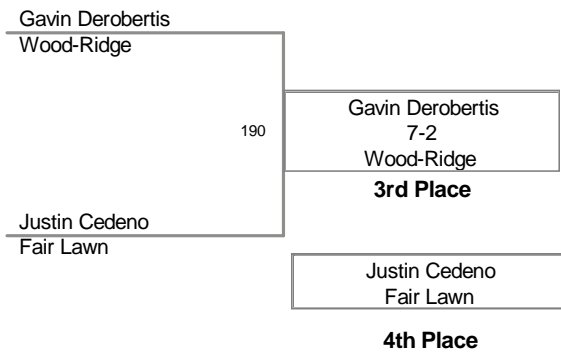 Gavin Derobertis
Wood-Ridge
190
Gavin Derobertis
7-2
Wood-Ridge
3rd Place
Justin Cedeno
Fair Lawn
Justin Cedeno
Fair Lawn
4th Place